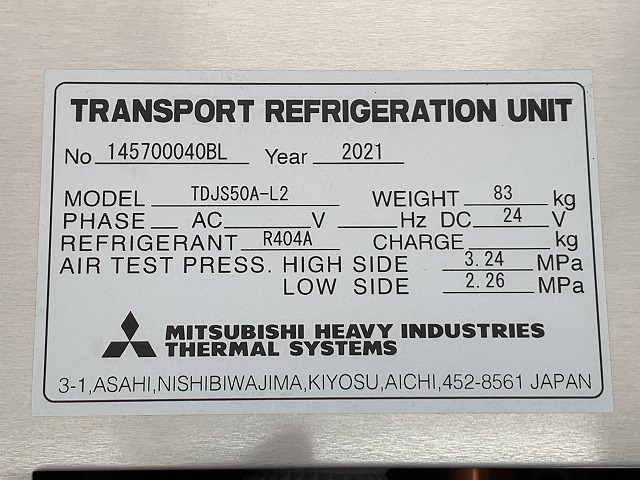 TRANSPORT REFRIGERATION UNIT
No 145700040BL Year 2021
MODEL TDJS50A-L2 WEIGHT 83 kg
PHASE AC V Hz DC 24 V
REFRIGERANT R404A CHARGE kg
AIR TEST PRESS. HIGH SIDE 3.24 MPa
LOW SIDE 2.26 MPa
MITSUBISHI HEAVY INDUSTRIES
THERMAL SYSTEMS
3-1,ASAHI,NISHIBIWAJIMA,KIYOSU,AICHI,452-8561 JAPAN